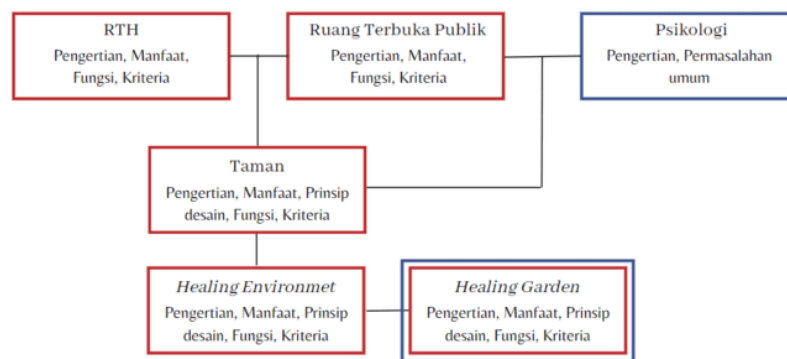 RTH
Pengertian, Manfaat,
Fungsi, Kriteria
Ruang Terbuka Publik
Pengertian, Manfaat,
Fungsi, Kriteria
Psikologi
Pengertian, Permasalahan
umum
Taman
Pengertian, Manfaat, Prinsip
desain, Fungsi, Kriteria
Healing Environmet
Pengertian, Manfaat, Prinsip
desain, Fungsi, Kriteria
Healing Garden
Pengertian, Manfaat, Prinsip
desain, Fungsi, Kriteria